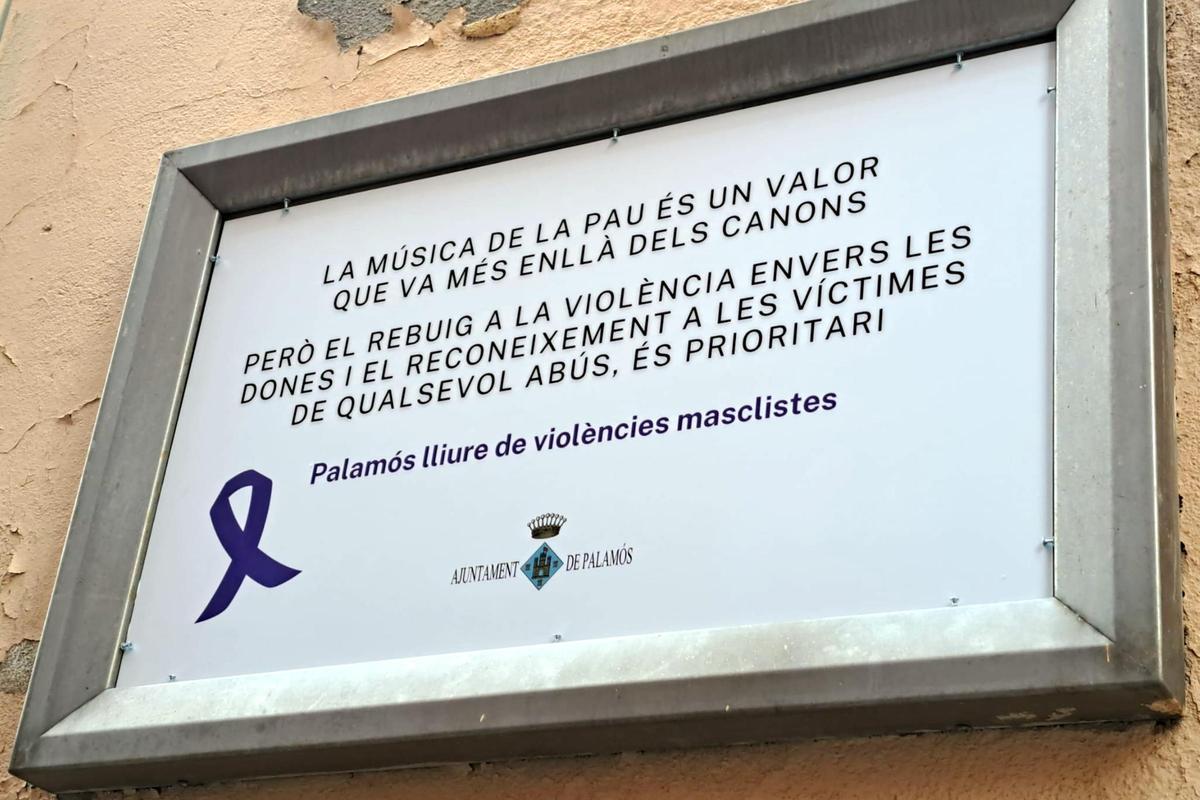 LA MÚSICA DE LA PAU ÉS UN VALOR
QUE VA MÉS ENLLÀ DELS CANONS
PERÒ EL REBUIG A LA VIOLÈNCIA ENVERS LES
DONES I EL RECONEIXEMENT A LES VÍCTIMES
DE QUALSEVOL ABÚS, ÉS PRIORITARI
Palamós lliure de violències masclistes
AJUNTAMENT DE PALAMÓS